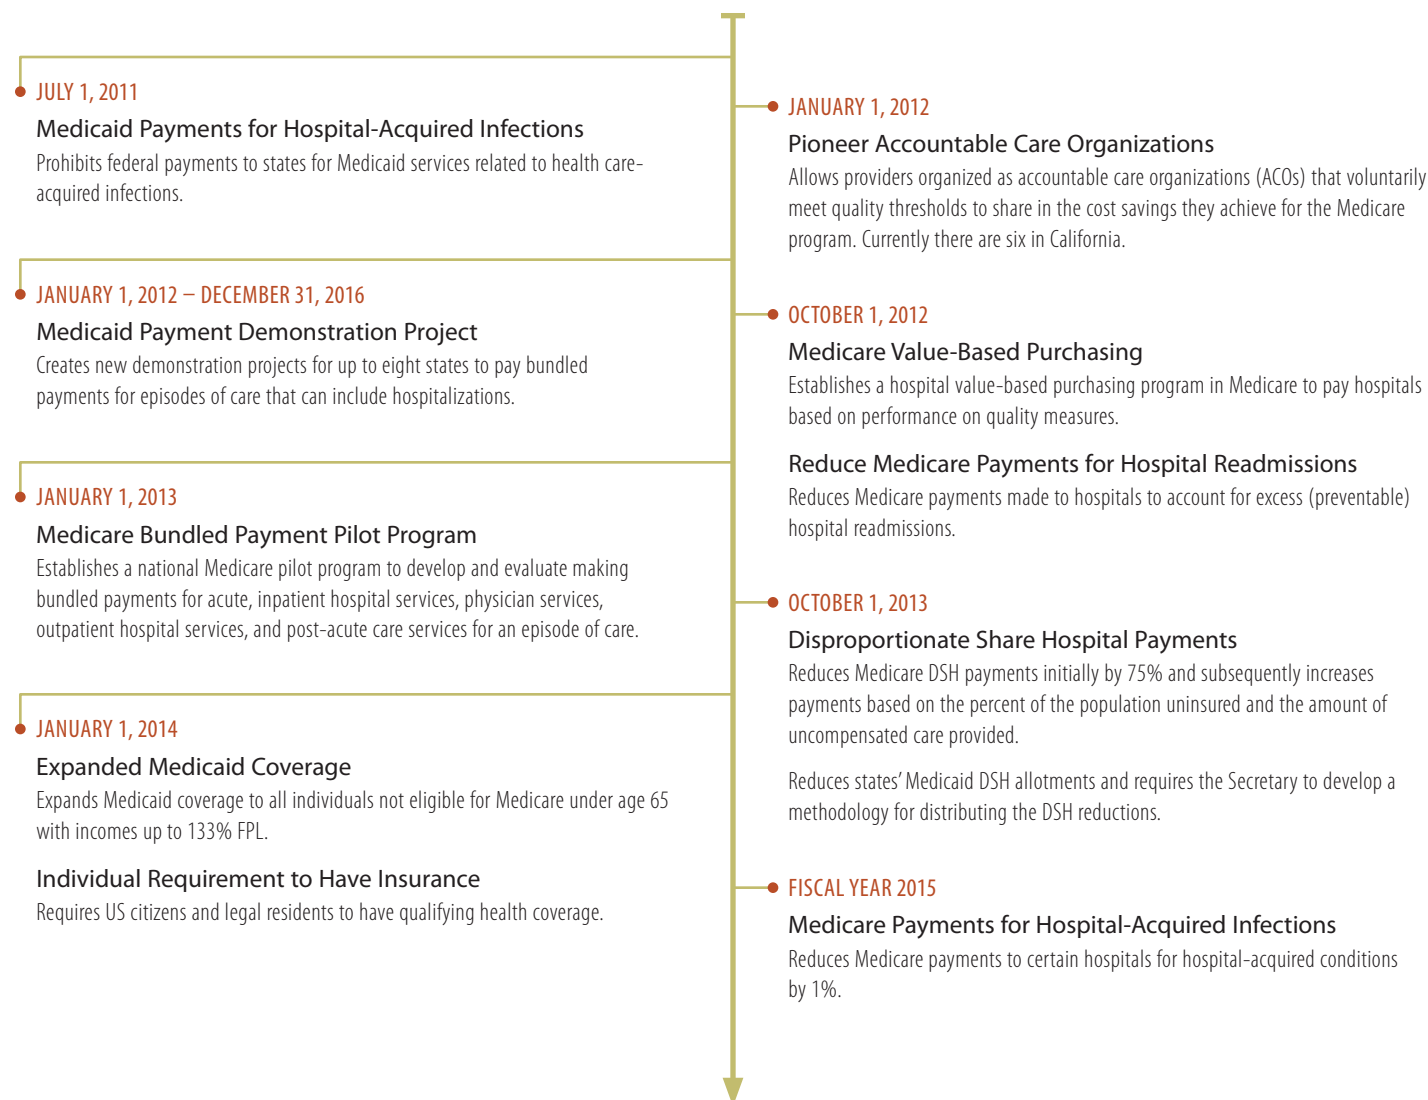 JULY 1, 2011
Medicaid Payments for Hospital-Acquired Infections
Prohibits federal payments to states for Medicaid services related to health care-
acquired infections.
JANUARY 1, 2012
Pioneer Accountable Care Organizations
Allows providers organized as accountable care organizations (ACOs) that voluntarily
meet quality thresholds to share in the cost savings they achieve for the Medicare
program. Currently there are six in California.
JANUARY 1, 2012 – DECEMBER 31, 2016
Medicaid Payment Demonstration Project
Creates new demonstration projects for up to eight states to pay bundled
payments for episodes of care that can include hospitalizations.
OCTOBER 1, 2012
Medicare Value-Based Purchasing
Establishes a hospital value-based purchasing program in Medicare to pay hospitals
based on performance on quality measures.
Reduce Medicare Payments for Hospital Readmissions
Reduces Medicare payments made to hospitals to account for excess (preventable)
hospital readmissions.
JANUARY 1, 2013
Medicare Bundled Payment Pilot Program
Establishes a national Medicare pilot program to develop and evaluate making
bundled payments for acute, inpatient hospital services, physician services,
outpatient hospital services, and post-acute care services for an episode of care.
OCTOBER 1, 2013
Disproportionate Share Hospital Payments
Reduces Medicare DSH payments initially by 75% and subsequently increases
payments based on the percent of the population uninsured and the amount of
uncompensated care provided.
Reduces states' Medicaid DSH allotments and requires the Secretary to develop a
methodology for distributing the DSH reductions.
JANUARY 1, 2014
Expanded Medicaid Coverage
Expands Medicaid coverage to all individuals not eligible for Medicare under age 65
with incomes up to 133% FPL.
Individual Requirement to Have Insurance
Requires US citizens and legal residents to have qualifying health coverage.
FISCAL YEAR 2015
Medicare Payments for Hospital-Acquired Infections
Reduces Medicare payments to certain hospitals for hospital-acquired conditions
by 1%.